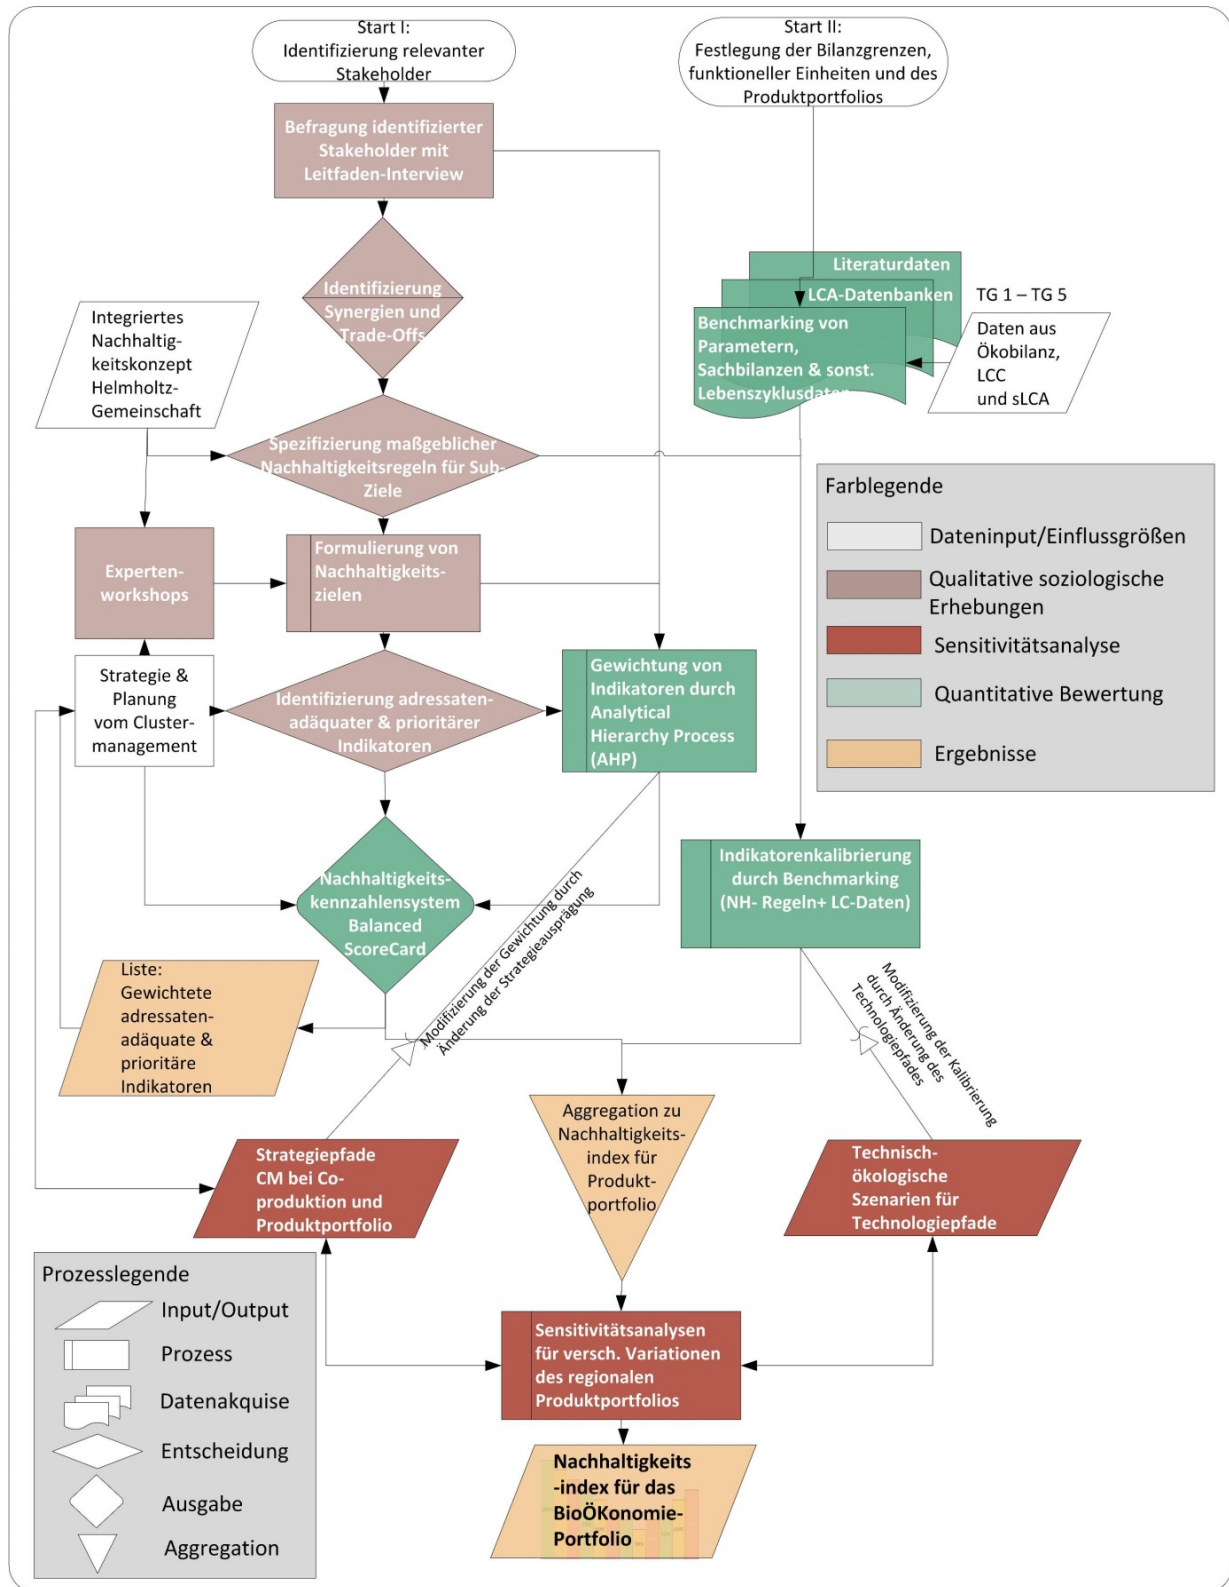 Start I:
Identifizierung relevanter
Stakeholder
Start II:
Festlegung der Bilanzgrenzen,
funktioneller Einheiten und des
Produktportfolios
Befragung identifizierter
Stakeholder mit
Leitfaden-Interview
Identifizierung
Synergien und
Trade-Offs
Literaturdaten
LCA-Datenbanken
Benchmarking von
Parametern,
Sachbilanzen & sonst.
Lebenszyklusdaten
TG 1 – TG 5
Daten aus
Ökobilanz,
LCC
und sLCA
Integriertes
Nachhaltig-
keitskonzept
Helmholtz-
Gemeinschaft
Spezifizierung maßgeblicher
Nachhaltigkeitsregeln für Sub-
Ziele
Experten-
workshops
Formulierung von
Nachhaltigkeits-
zielen
Farblegende
Dateninput/Einflussgrößen
Qualitative soziologische
Erhebungen
Sensitivitätsanalyse
Quantitative Bewertung
Ergebnisse
Strategie &
Planung
vom Cluster-
management
Identifizierung adressaten-
adäquater & prioritärer
Indikatoren
Gewichtung von
Indikatoren durch
Analytical
Hierarchy Process
(AHP)
Nachhaltigkeits-
kennzahlensystem
Balanced
ScoreCard
Indikatorenkalibrierung
durch Benchmarking
(NH- Regeln+ LC-Daten)
Modifizierung der Gewichtung durch
Änderung der Strategieausprägung
Modifizierung der Kalibrierung
durch Änderung des
Technologiepfades
Liste:
Gewichtete
adressaten-
adäquate &
prioritäre
Indikatoren
Aggregation zu
Nachhaltigkeits-
index für
Produkt-
portfolio
Strategiepfade
CM bei Co-
produktion und
Produktportfolio
Technisch-
ökologische
Szenarien für
Technologiepfade
Prozesslegende
Input/Output
Prozess
Datenakquise
Entscheidung
Ausgabe
Aggregation
Sensitivitätsanalysen
für versch. Variationen
des regionalen
Produktportfolios
Nachhaltigkeits
-index für das
BioÖKonomie-
Portfolio